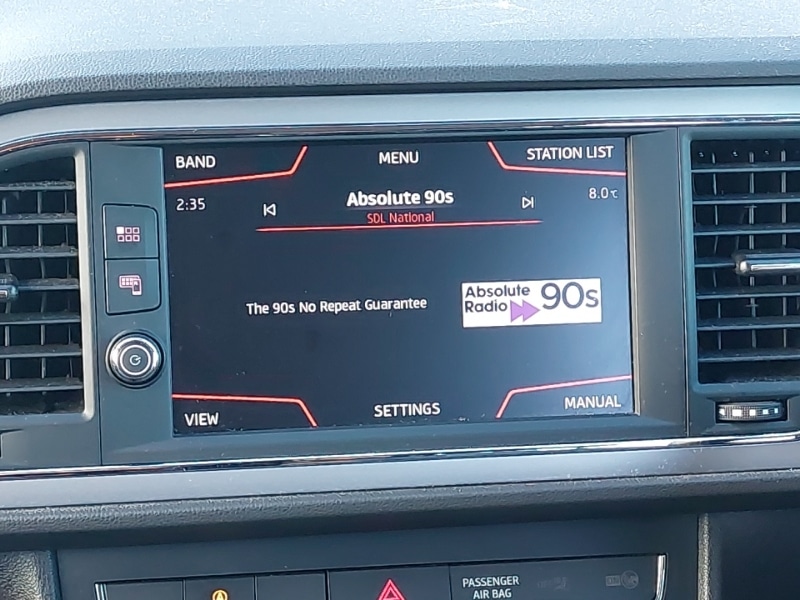 BAND
MENU
STATION LIST
2:35
Absolute 90s
8.0°C
SDL National
The 90s No Repeat Guarantee
Absolute
Radio
90s
VIEW
SETTINGS
MANUAL
A
PASSENGER
AIR BAG